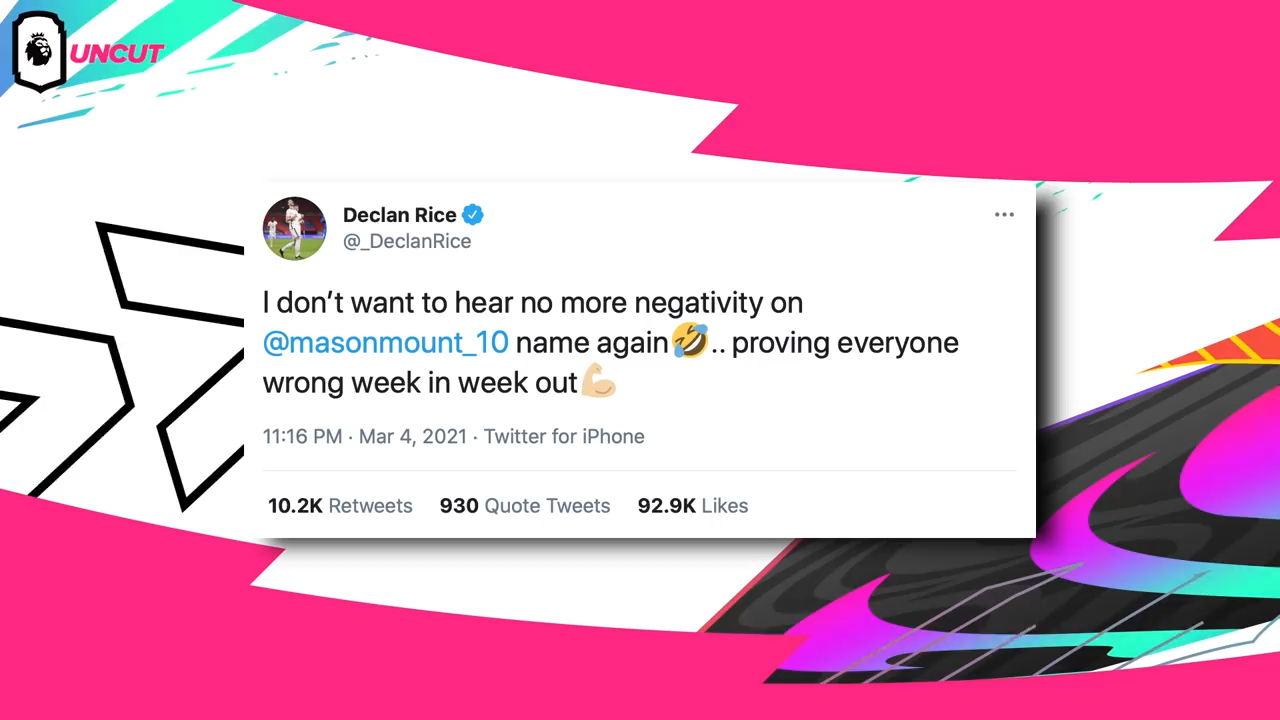 UNCUT
Declan Rice
@_DeclanRice
I don’t want to hear no more negativity on
@masonmount_10 name again🤣.. proving everyone
wrong week in week out💪🏼
11:16 PM · Mar 4, 2021 · Twitter for iPhone
10.2K Retweets 930 Quote Tweets 92.9K Likes